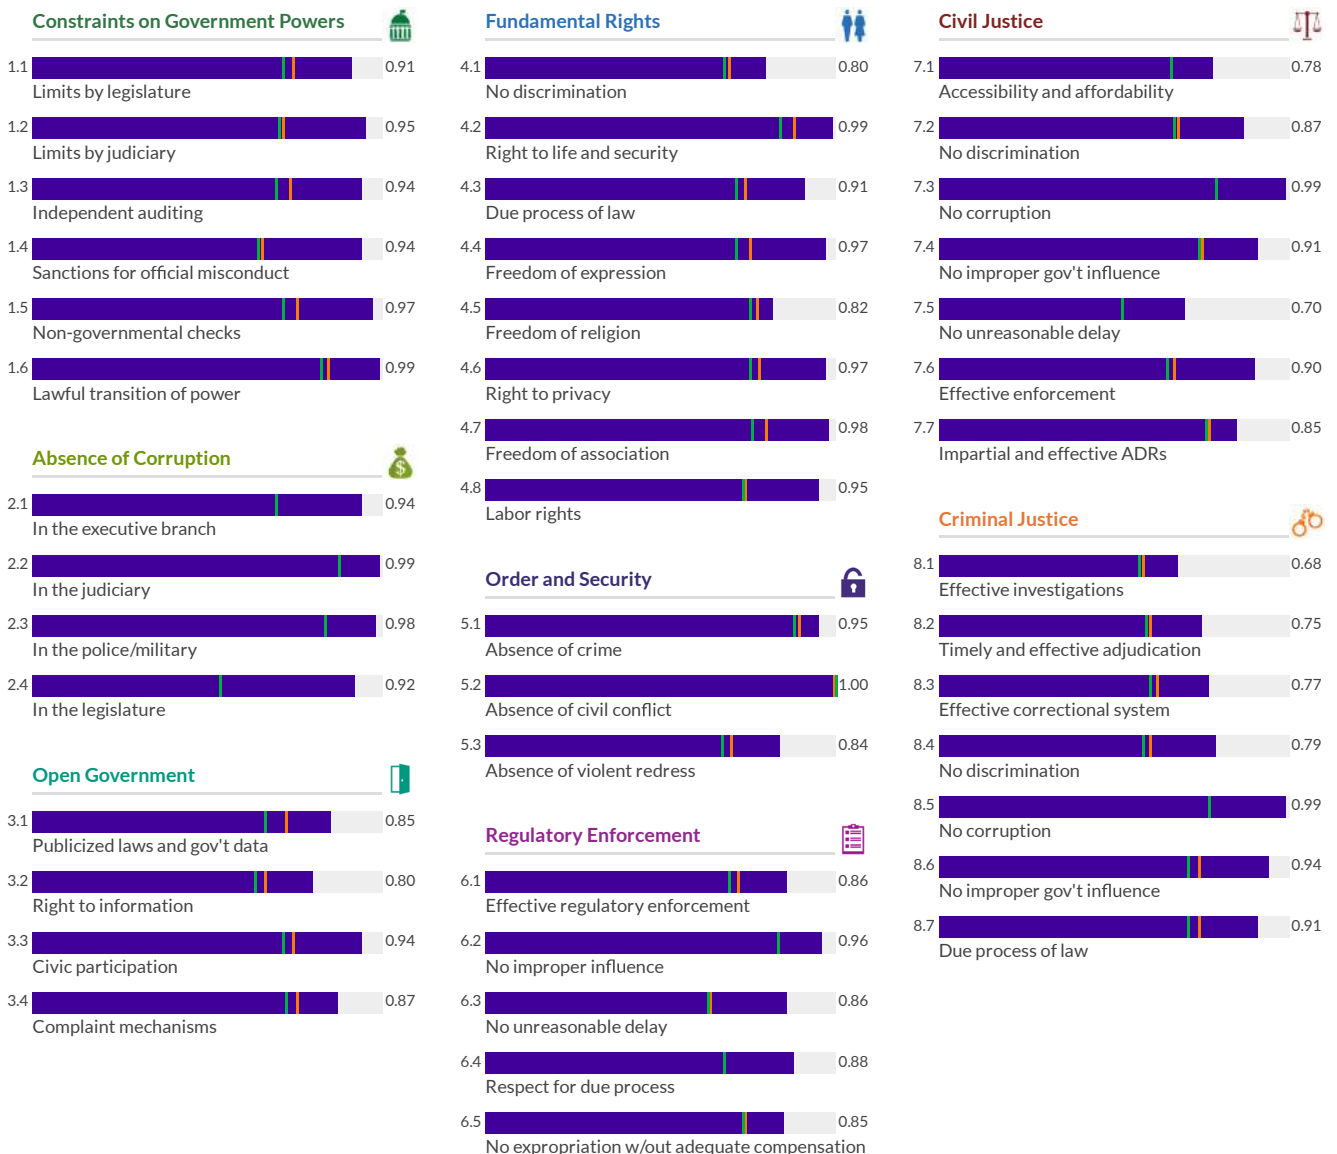 Constraints on Government Powers
1.1 0.91
Limits by legislature
1.2 0.95
Limits by judiciary
1.3 0.94
Independent auditing
1.4 0.94
Sanctions for official misconduct
1.5 0.97
Non-governmental checks
1.6 0.99
Lawful transition of power
Absence of Corruption
2.1 0.94
In the executive branch
2.2 0.99
In the judiciary
2.3 0.98
In the police/military
2.4 0.92
In the legislature
Open Government
3.1 0.85
Publicized laws and gov't data
3.2 0.80
Right to information
3.3 0.94
Civic participation
3.4 0.87
Complaint mechanisms
Fundamental Rights
4.1 0.80
No discrimination
4.2 0.99
Right to life and security
4.3 0.91
Due process of law
4.4 0.97
Freedom of expression
4.5 0.82
Freedom of religion
4.6 0.97
Right to privacy
4.7 0.98
Freedom of association
4.8 0.95
Labor rights
Order and Security
5.1 0.95
Absence of crime
5.2 1.00
Absence of civil conflict
5.3 0.84
Absence of violent redress
Regulatory Enforcement
6.1 0.86
Effective regulatory enforcement
6.2 0.96
No improper influence
6.3 0.86
No unreasonable delay
6.4 0.88
Respect for due process
6.5 0.85
No expropriation w/out adequate compensation
Civil Justice
7.1 0.78
Accessibility and affordability
7.2 0.87
No discrimination
7.3 0.99
No corruption
7.4 0.91
No improper gov't influence
7.5 0.70
No unreasonable delay
7.6 0.90
Effective enforcement
7.7 0.85
Impartial and effective ADRs
Criminal Justice
8.1 0.68
Effective investigations
8.2 0.75
Timely and effective adjudication
8.3 0.77
Effective correctional system
8.4 0.79
No discrimination
8.5 0.99
No corruption
8.6 0.94
No improper gov't influence
8.7 0.91
Due process of law